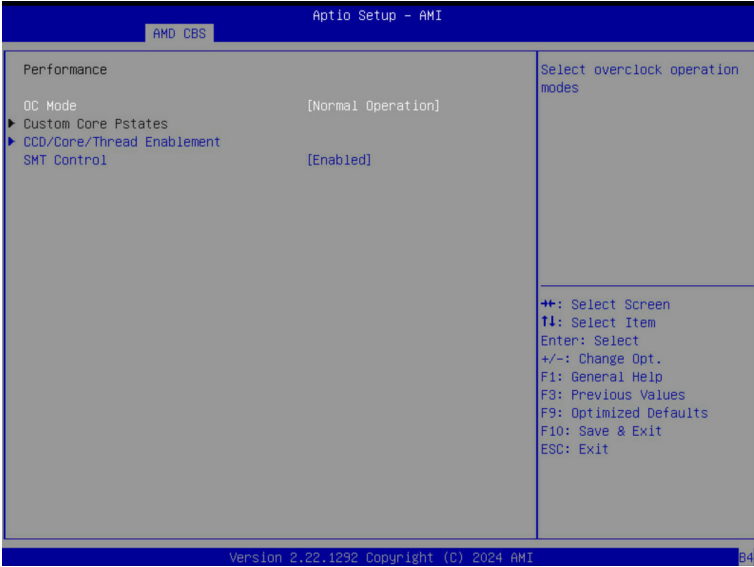 Aptio Setup – AMI
AMD CBS
Performance
OC Mode [Normal Operation]
Custom Core Pstates
CCD/Core/Thread Enablement
SMT Control [Enabled]
Select overclock operation
modes
→←: Select Screen
↑↓: Select Item
Enter: Select
+/-: Change Opt.
F1: General Help
F3: Previous Values
F9: Optimized Defaults
F10: Save & Exit
ESC: Exit
Version 2.22.1292 Copyright (C) 2024 AMI
B4